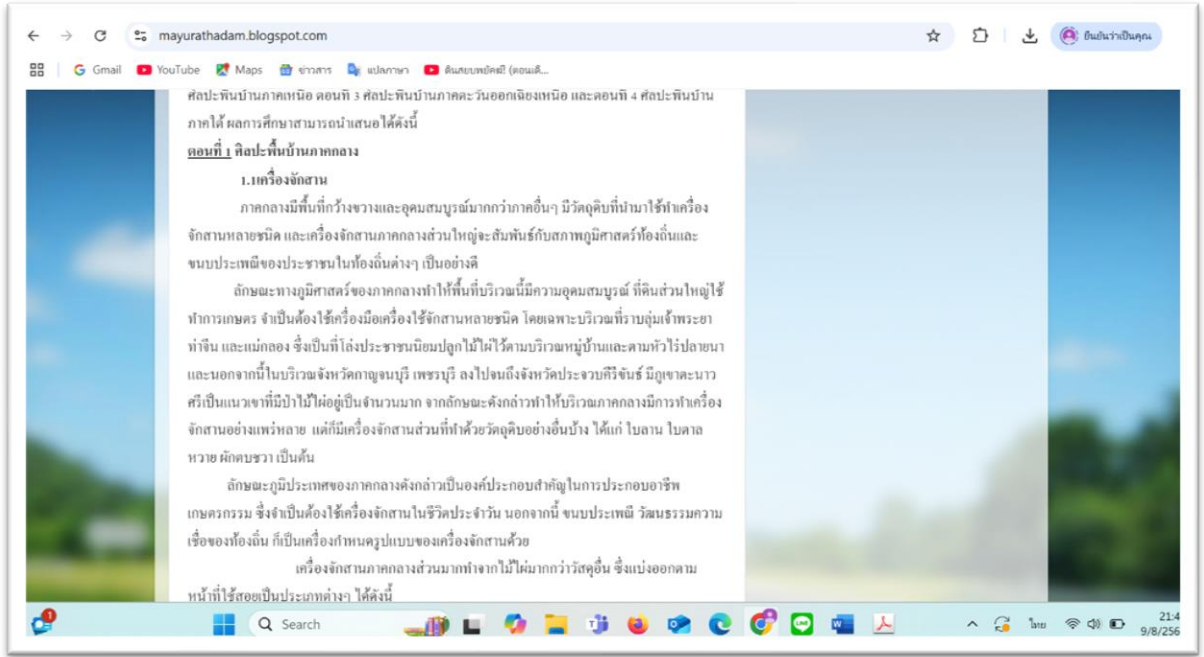 mayurathadam.blogspot.com
ยืนยันว่าเป็นคุณ
Gmail YouTube Maps ข่าวสาร แปลภาษา
ศิลปะพื้นบ้านภาคเหนือ ตอนที่ 3 ศิลปะพื้นบ้านภาคตะวันออกเฉียงเหนือ และตอนที่ 4 ศิลปะพื้นบ้าน
ภาคใต้ ผลการศึกษาสามารถนำเสนอได้ดังนี้
ตอนที่ 1 ศิลปะพื้นบ้านภาคกลาง
1.1เครื่องจักสาน
ภาคกลางมีพื้นที่กว้างขวางและอุดมสมบูรณ์มากกว่าภาคอื่นๆ มีวัตถุดิบที่นำมาใช้ทำเครื่อง
จักสานหลายชนิด และเครื่องจักสานภาคกลางส่วนใหญ่จะสัมพันธ์กับสภาพภูมิศาสตร์ท้องถิ่นและ
ขนบประเพณีของประชาชนในท้องถิ่นต่างๆ เป็นอย่างดี
ลักษณะทางภูมิศาสตร์ของภาคกลางทำให้พื้นที่บริเวณนี้มีความอุดมสมบูรณ์ ที่ดินส่วนใหญ่ใช้
ทำการเกษตร จำเป็นต้องใช้เครื่องมือเครื่องใช้จักสานหลายชนิด โดยเฉพาะบริเวณที่ราบลุ่มเจ้าพระยา
ท่าจีน และแม่กลอง ซึ่งเป็นที่โล่งประชาชนนิยมปลูกไม้ไผ่ไว้ตามบริเวณหมู่บ้านและตามหัวไร่ปลายนา
และนอกจากนี้ในบริเวณจังหวัดกาญจนบุรี เพชรบุรี ลงไปจนถึงจังหวัดประจวบคีรีขันธ์ มีภูเขาตะนาว
ศรีเป็นแนวเขาที่มีป่าไม้ไผ่อยู่เป็นจำนวนมาก จากลักษณะดังกล่าวทำให้บริเวณภาคกลางมีการทำเครื่อง
จักสานอย่างแพร่หลาย แต่ก็มีเครื่องจักสานส่วนที่ทำด้วยวัตถุดิบอย่างอื่นบ้าง ได้แก่ ใบลาน ใบตาล
หวาย ผักตบชวา เป็นต้น
ลักษณะภูมิประเทศของภาคกลางดังกล่าวเป็นองค์ประกอบสำคัญในการประกอบอาชีพ
เกษตรกรรม ซึ่งจำเป็นต้องใช้เครื่องจักสานในชีวิตประจำวัน นอกจากนี้ ขนบประเพณี วัฒนธรรมความ
เชื่อของท้องถิ่น ก็เป็นเครื่องกำหนดรูปแบบของเครื่องจักสานด้วย
เครื่องจักสานภาคกลางส่วนมากทำจากไม้ไผ่มากกว่าวัสดุอื่น ซึ่งแบ่งออกตาม
หน้าที่ใช้สอยเป็นประเภทต่างๆ ได้ดังนี้
Search
ไทย
21:4
9/8/256